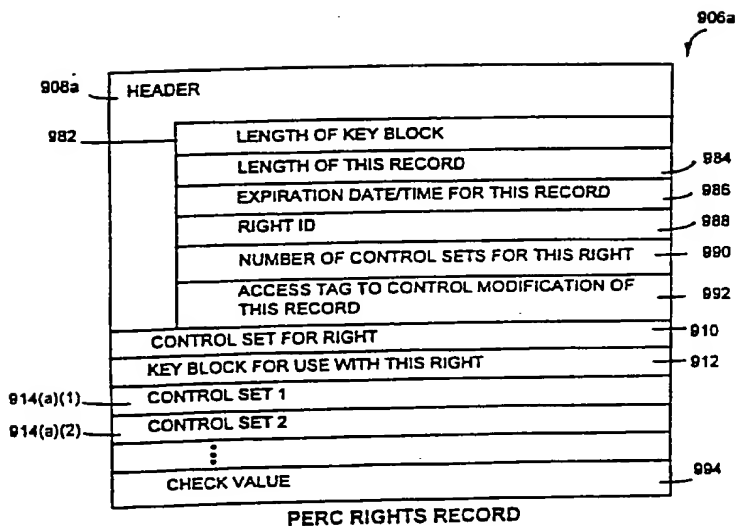 906a
908a
HEADER
982
LENGTH OF KEY BLOCK
LENGTH OF THIS RECORD
984
EXPIRATION DATE/TIME FOR THIS RECORD
986
RIGHT ID
988
NUMBER OF CONTROL SETS FOR THIS RIGHT
990
ACCESS TAG TO CONTROL MODIFICATION OF
THIS RECORD
992
CONTROL SET FOR RIGHT
910
KEY BLOCK FOR USE WITH THIS RIGHT
912
914(a)(1)
CONTROL SET 1
914(a)(2)
CONTROL SET 2
CHECK VALUE
994
PERC RIGHTS RECORD